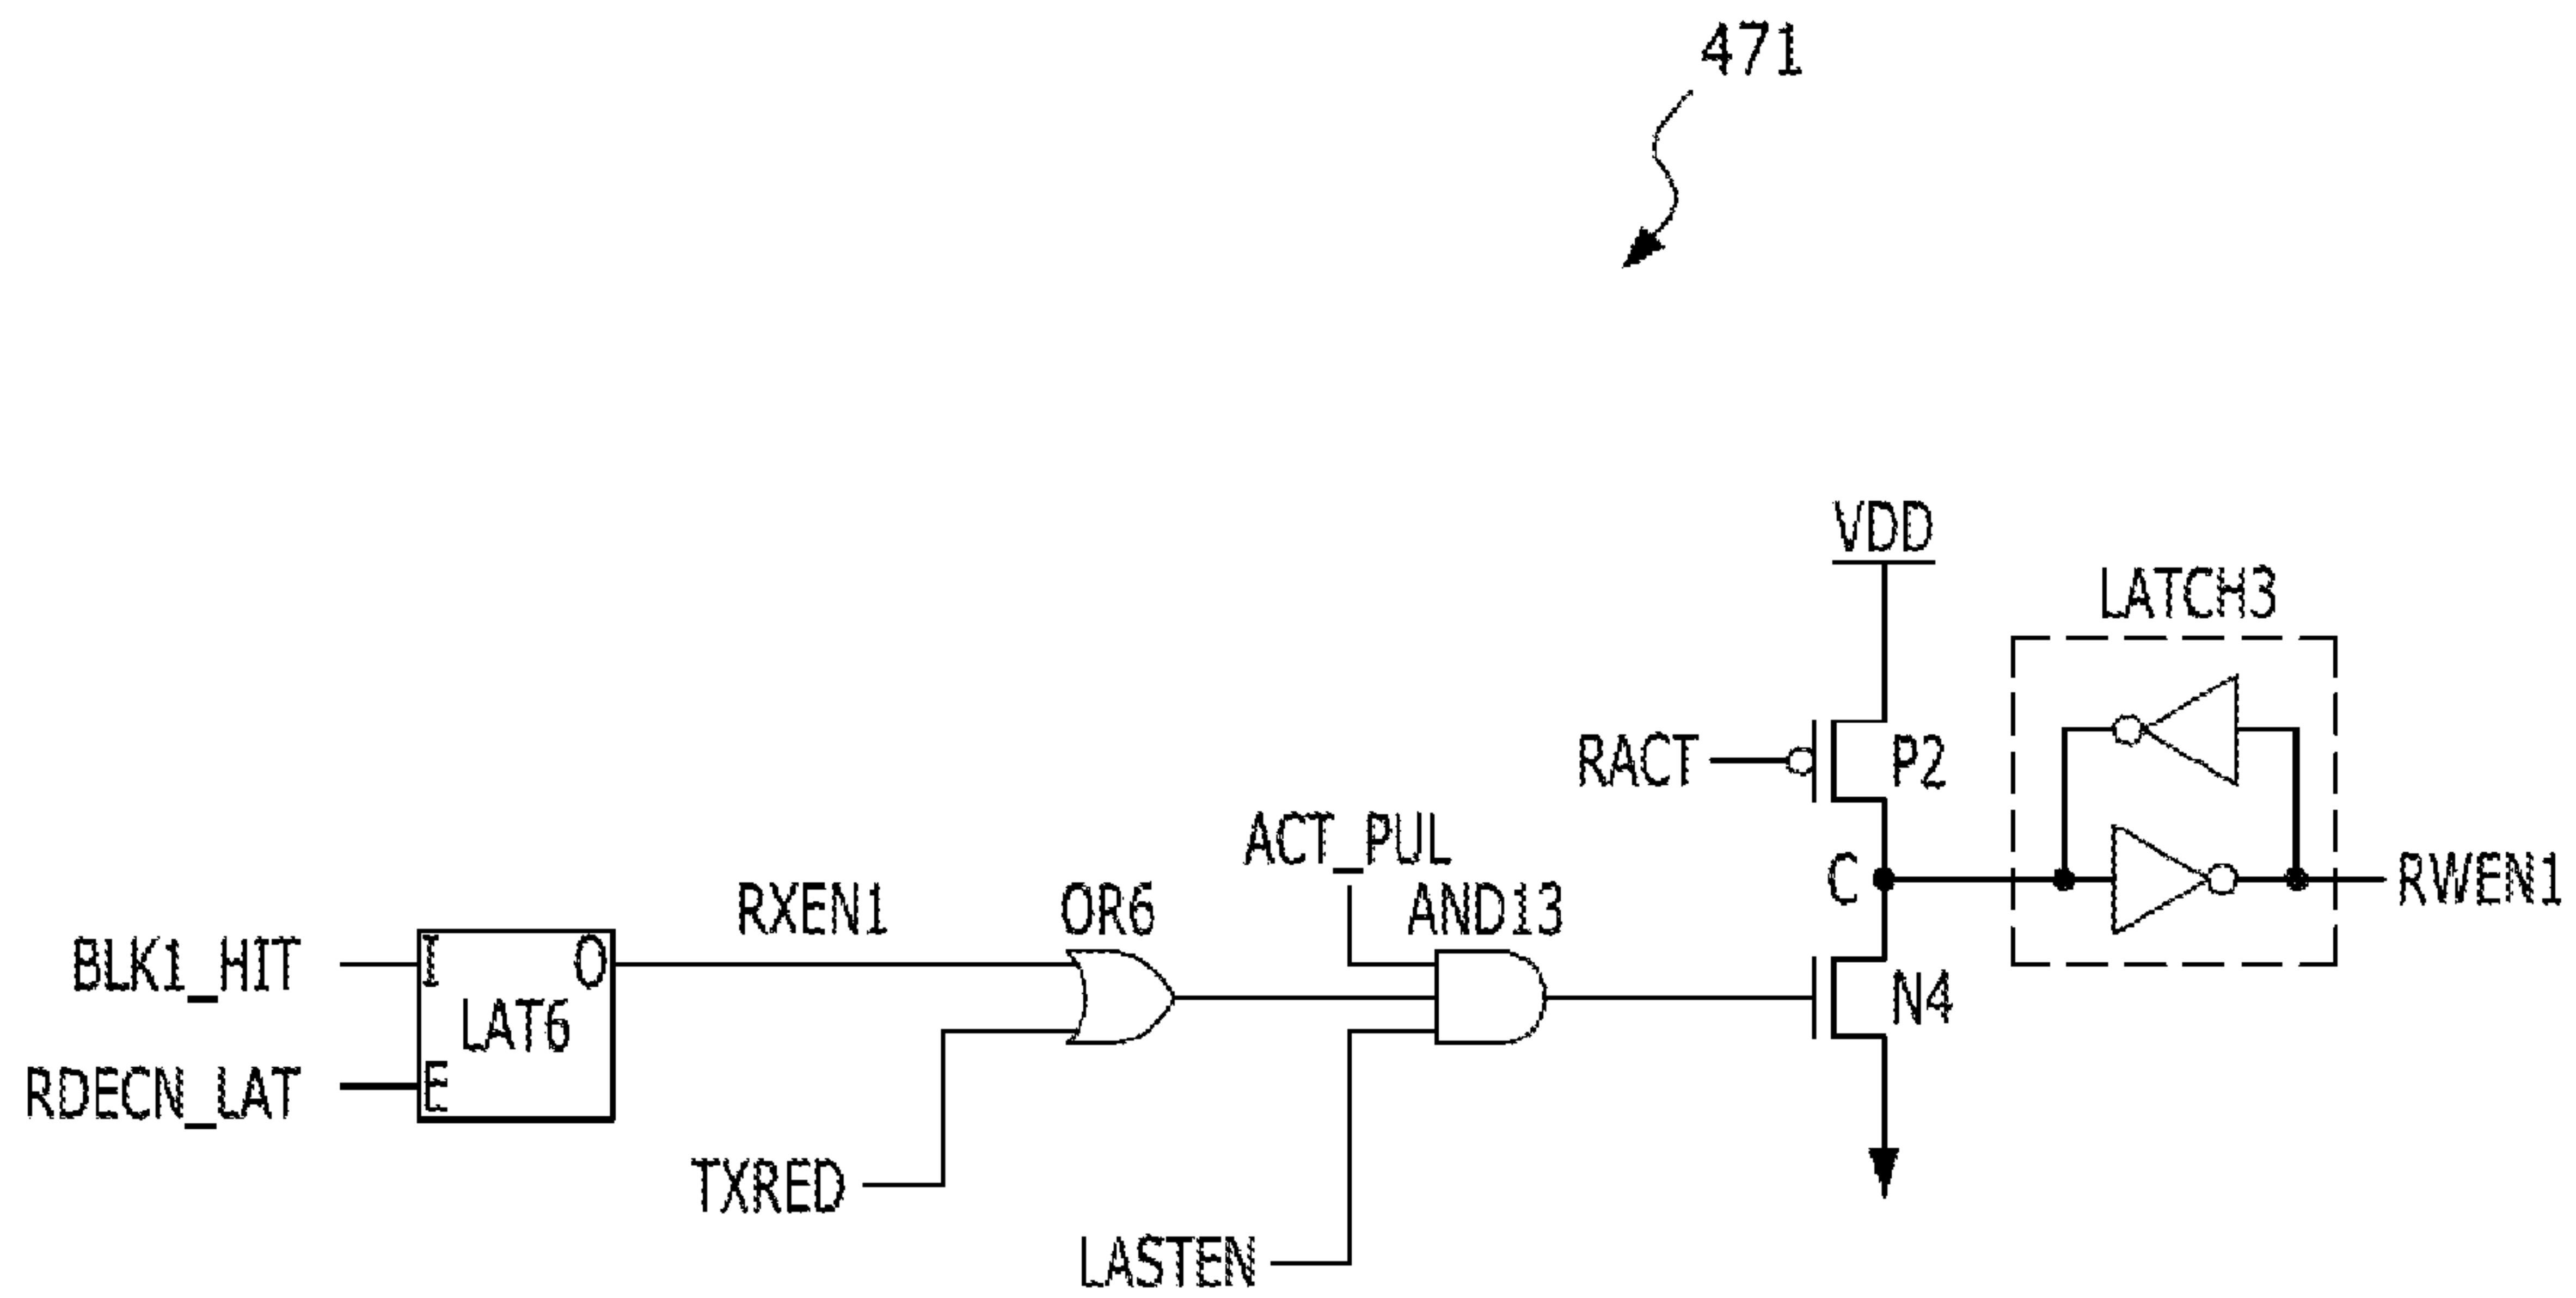 471
VDD
LATCH3
RACT
P2
ACT_PUL
C
RWEN1
RXEN1
OR6
AND13
BLK1_HIT
I
O
LAT6
N4
RDECN_LAT
E
TXRED
LASTEN